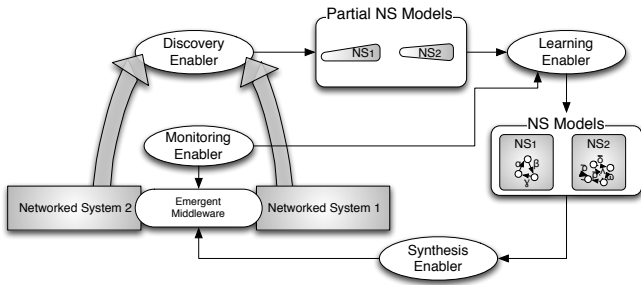 Partial NS Models
NS1
NS2
Discovery
Enabler
Learning
Enabler
Monitoring
Enabler
NS Models
NS1
NS2
α
β
γ
δ
Networked System 2
Emergent
Middleware
Networked System 1
Synthesis
Enabler